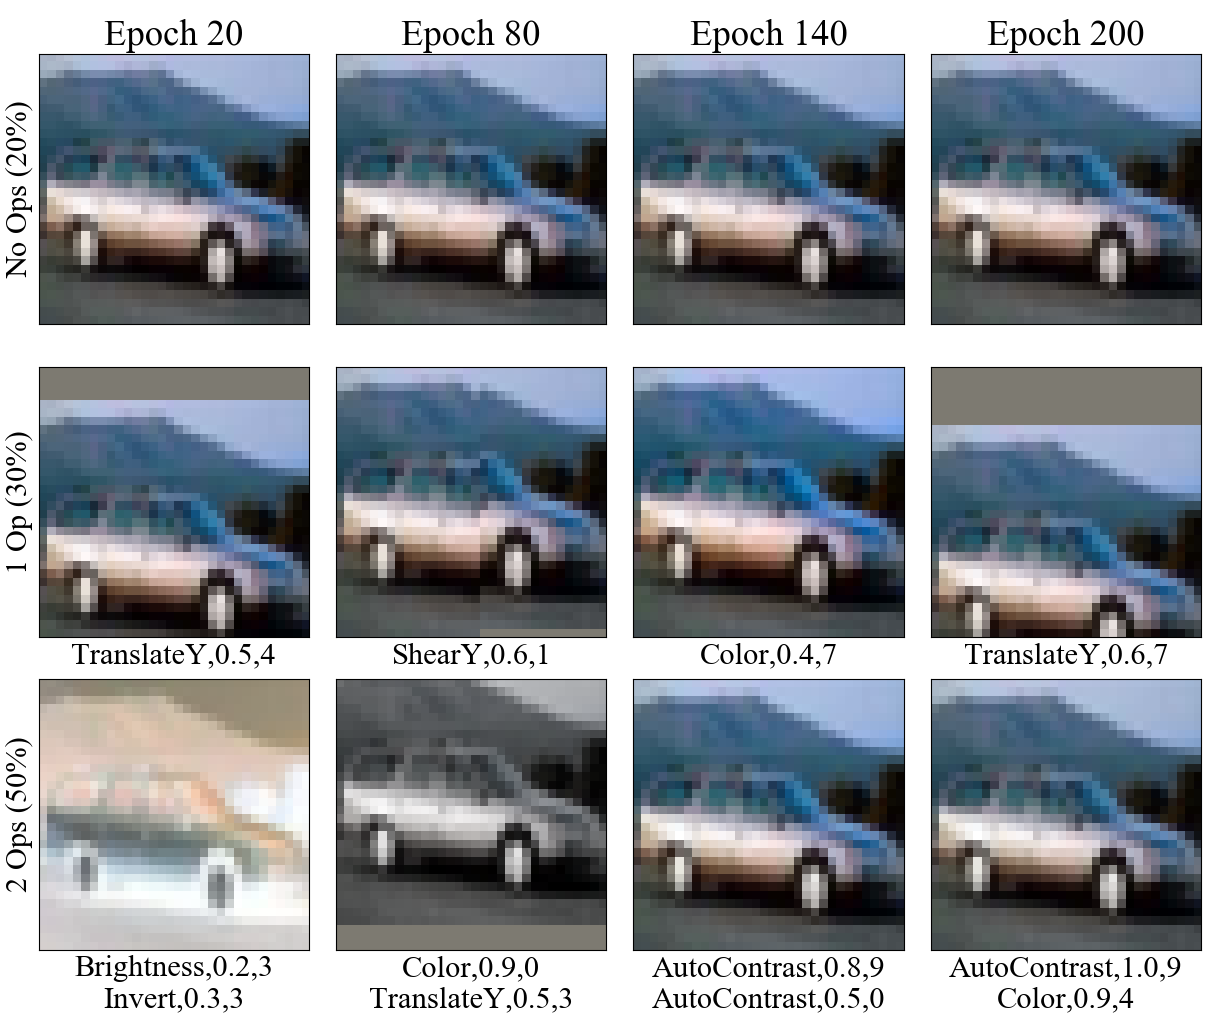 Epoch 20 Epoch 80 Epoch 140 Epoch 200
No Ops (20%)
1 Op (30%)
TranslateY,0.5,4 ShearY,0.6,1 Color,0.4,7 TranslateY,0.6,7
2 Ops (50%)
Brightness,0.2,3 Color,0.9,0 AutoContrast,0.8,9 AutoContrast,1.0,9
Invert,0.3,3 TranslateY,0.5,3 AutoContrast,0.5,0 Color,0.9,4